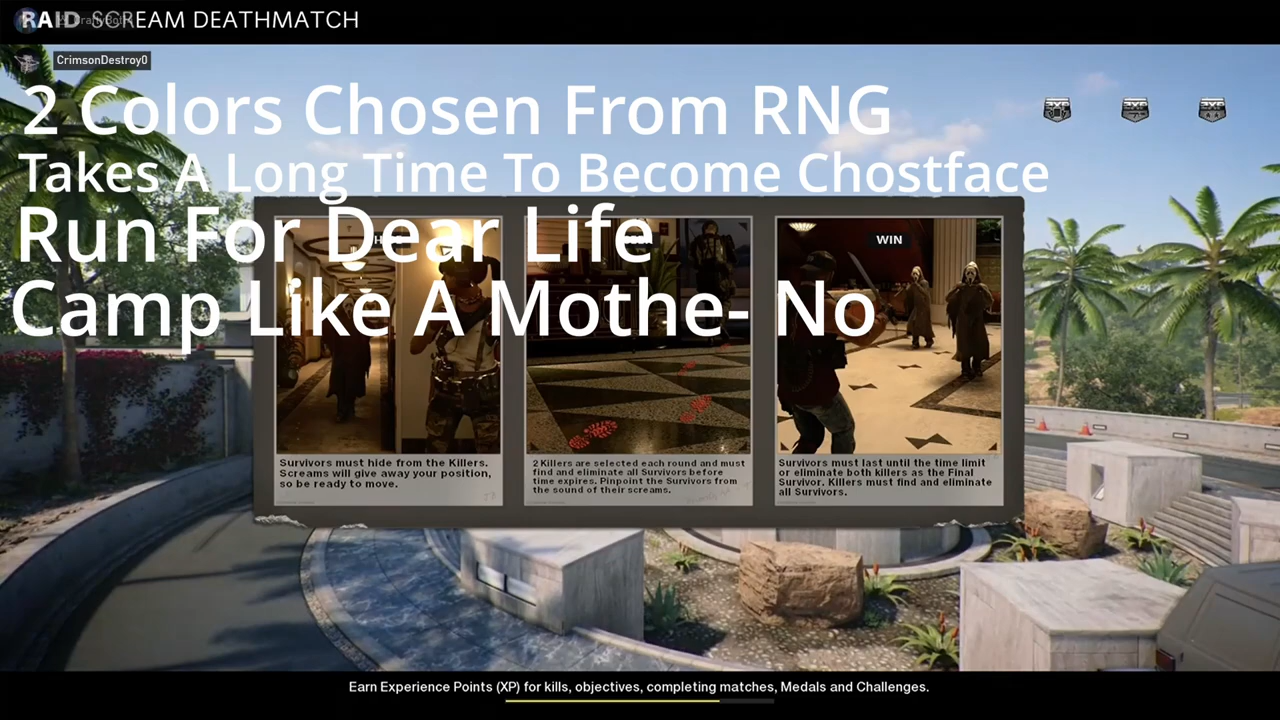 RAID SCREAM DEATHMATCH
CrimsonDestroy0
2 Colors Chosen From RNG
Takes A Long Time To Become Chostface
Run For Dear Life
Camp Like A Mothe- No
WIN
Survivors must hide from the Killers.
Screams will give away your position,
so be ready to move.
2 Killers are selected each round and must
find and eliminate all Survivors before
time expires. Pinpoint the Survivors from
the sound of their screams.
Survivors must last until the time limit
or eliminate both killers as the Final
Survivor. Killers must find and eliminate
all Survivors.
Earn Experience Points (XP) for kills, objectives, completing matches, Medals and Challenges.